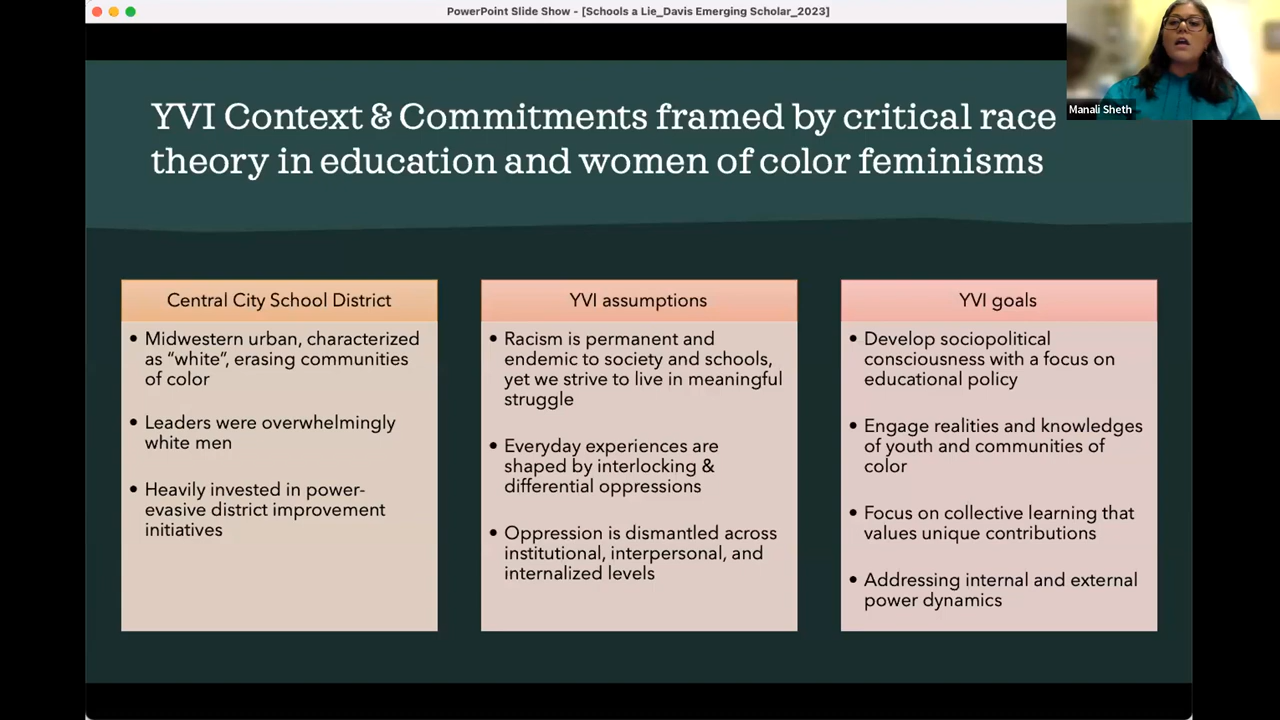 PowerPoint Slide Show - [Schools a Lie_Davis Emerging Scholar_2023]
Manali Sheth
YVI Context & Commitments framed by critical race
theory in education and women of color feminisms
Central City School District
• Midwestern urban, characterized
as “white”, erasing communities
of color
• Leaders were overwhelmingly
white men
• Heavily invested in power-
evasive district improvement
initiatives
YVI assumptions
• Racism is permanent and
endemic to society and schools,
yet we strive to live in meaningful
struggle
• Everyday experiences are
shaped by interlocking &
differential oppressions
• Oppression is dismantled across
institutional, interpersonal, and
internalized levels
YVI goals
• Develop sociopolitical
consciousness with a focus on
educational policy
• Engage realities and knowledges
of youth and communities of
color
• Focus on collective learning that
values unique contributions
• Addressing internal and external
power dynamics